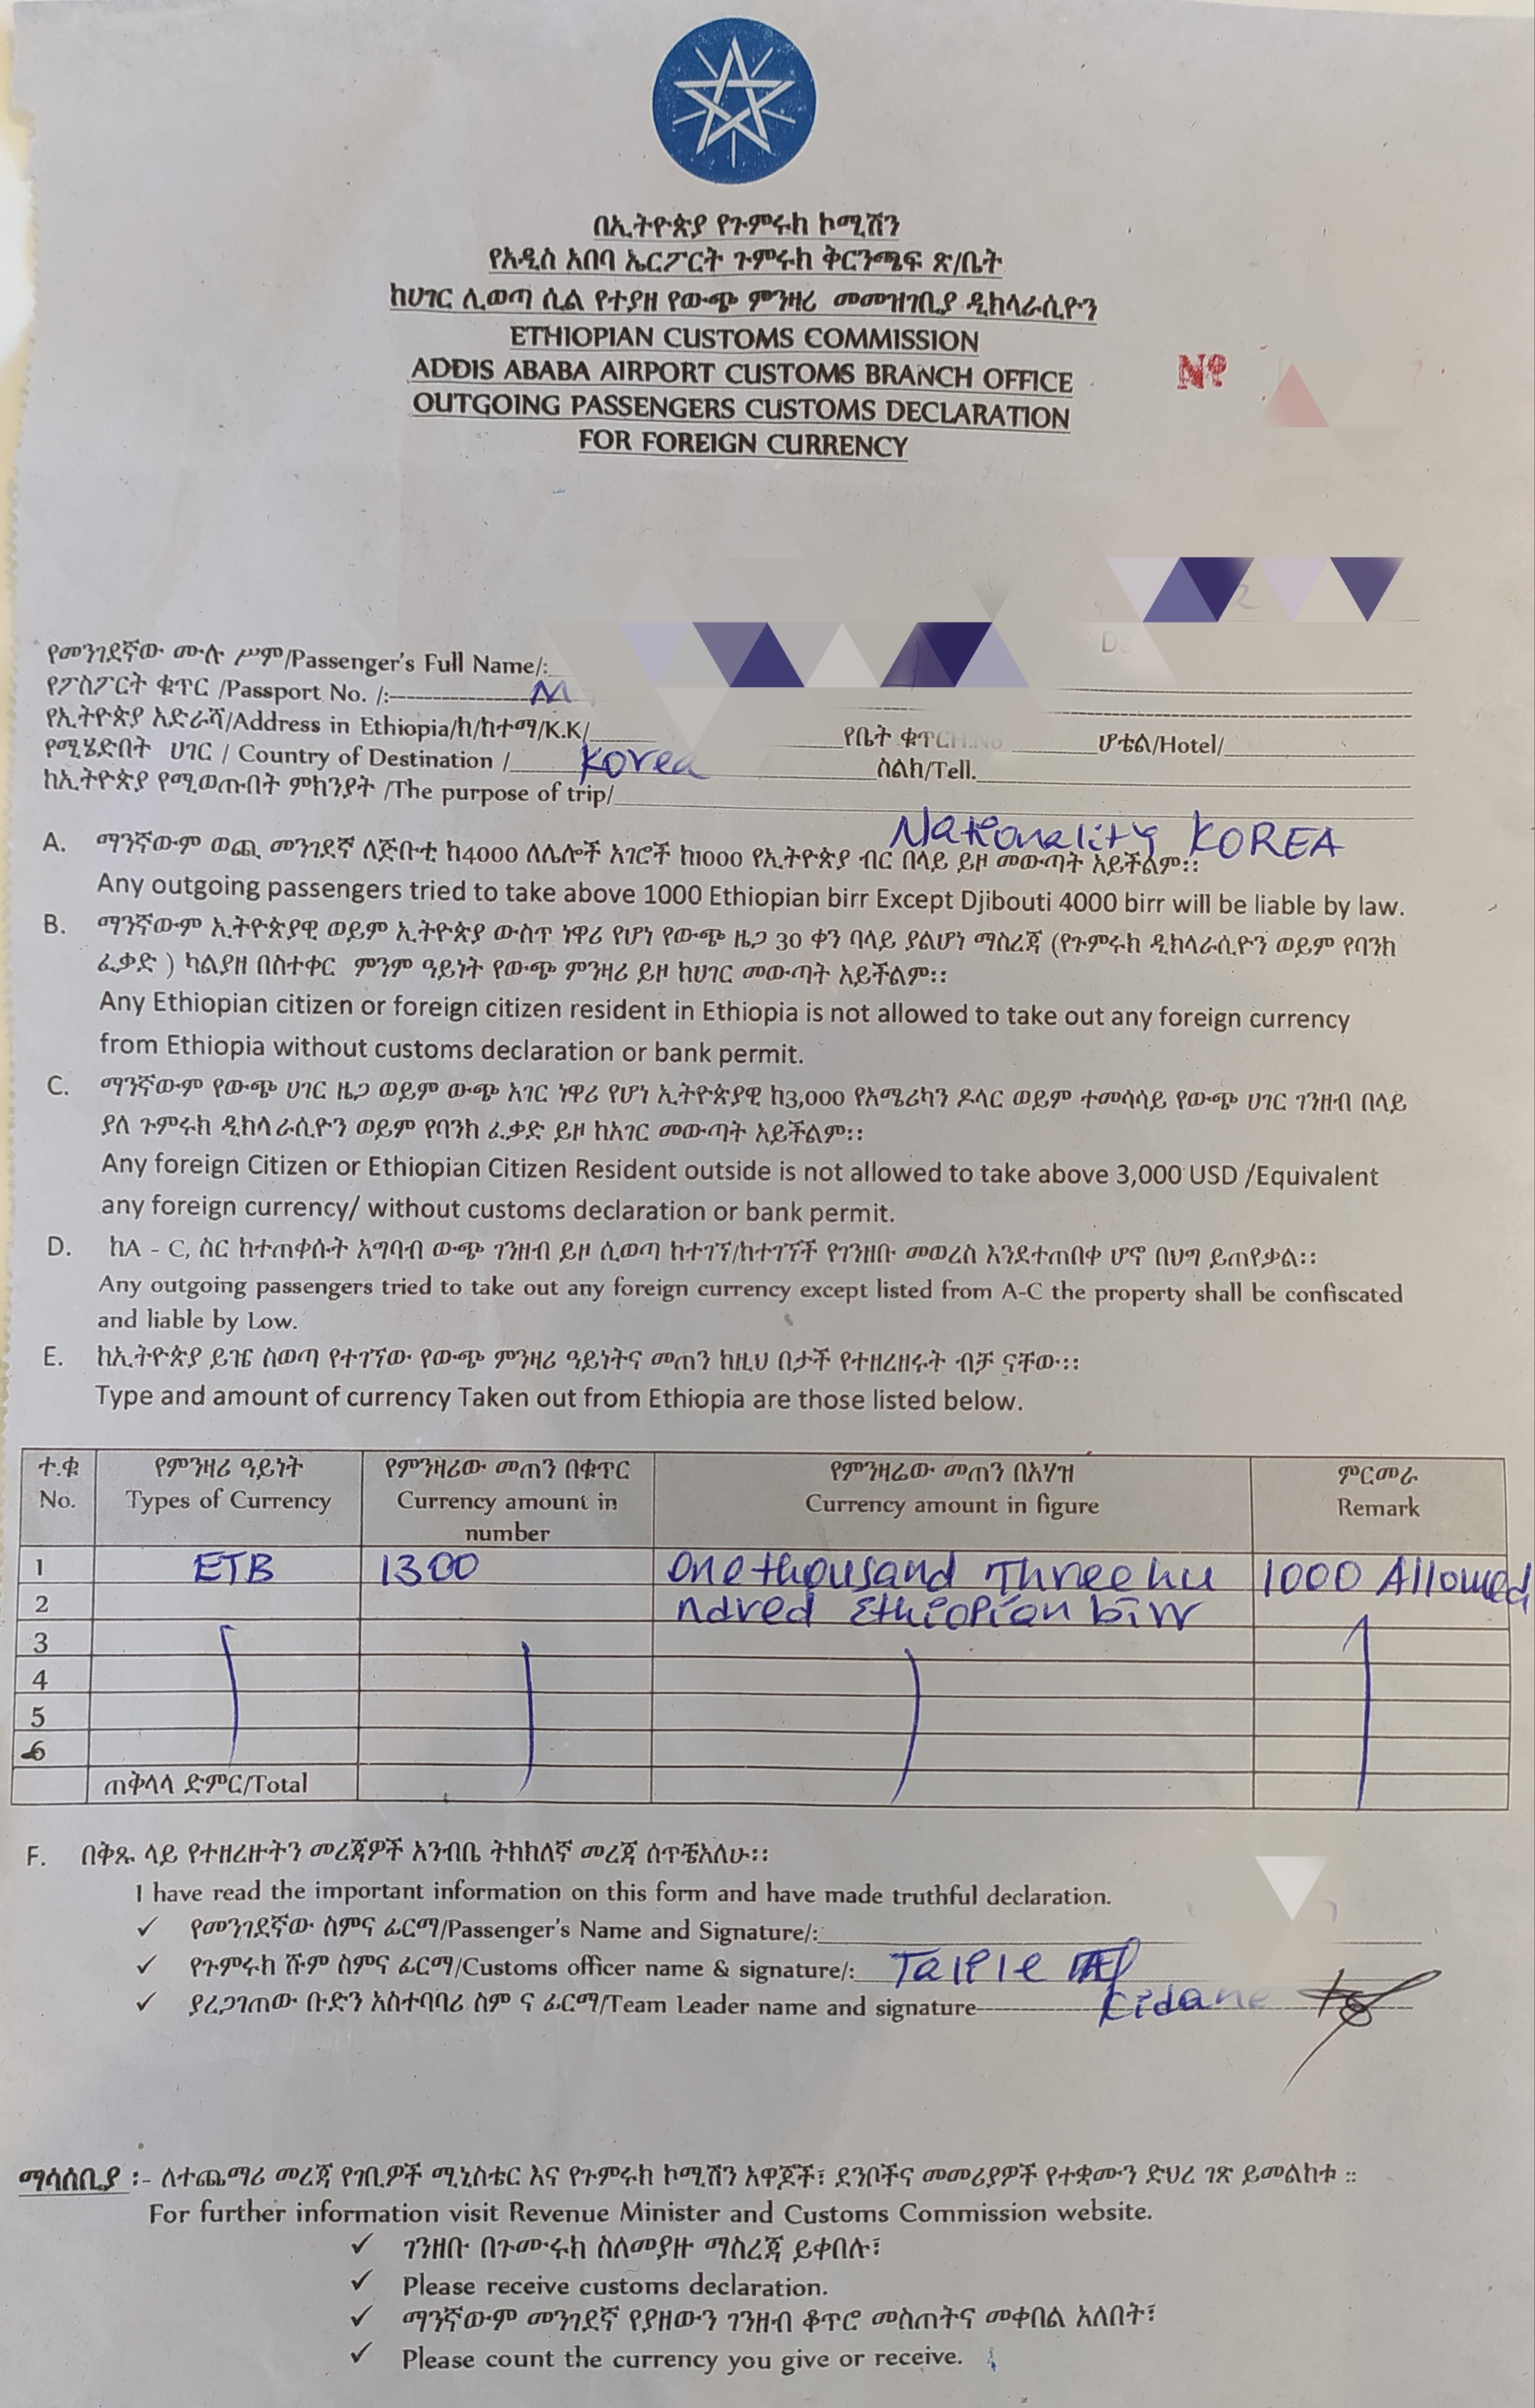 በኢትዮጵያ የጉምሩክ ኮሚሽን
የአዲስ አበባ ኤርፖርት ጉምሩክ ቅርንጫፍ ጽ/ቤት
ከሀገር ሊወጣ ሲል የተያዘ የውጭ ምንዛሪ መመዝገቢያ ዲክላራሲዮን
ETHIOPIAN CUSTOMS COMMISSION
ADDIS ABABA AIRPORT CUSTOMS BRANCH OFFICE
OUTGOING PASSENGERS CUSTOMS DECLARATION
FOR FOREIGN CURRENCY
Nº
የመንገደኛው ሙሉ ሥም/Passenger's Full Name/:
የፖስፖርት ቁጥር /Passport No. /: M
የኢትዮጵያ አድራሻ/Address in Ethiopia/ከ/ከተማ/K.K/ የቤት ቁጥር ሆቴል/Hotel/
የሚሄድበት ሀገር / Country of Destination / Korea ስልክ/Tell.
ከኢትዮጵያ የሚወጡበት ምክንያት /The purpose of trip/
Nationality KOREA
A. ማንኛውም ወጪ መንገደኛ ለጅቡቲ ከ4000 ለሌሎች አገሮች ከ1000 የኢትዮጵያ ብር በላይ ይዞ መውጣት አይችልም፡፡
Any outgoing passengers tried to take above 1000 Ethiopian birr Except Djibouti 4000 birr will be liable by law.
B. ማንኛውም ኢትዮጵያዊ ወይም ኢትዮጵያ ውስጥ ነዋሪ የሆነ የውጭ ዜጋ 30 ቀን ባላይ ያልሆነ ማስረጃ (የጉምሩክ ዲክላራሲዮን ወይም የባንክ
ፈቃድ ) ካልያዘ በስተቀር ምንም ዓይነት የውጭ ምንዛሪ ይዞ ከሀገር መውጣት አይችልም፡፡
Any Ethiopian citizen or foreign citizen resident in Ethiopia is not allowed to take out any foreign currency
from Ethiopia without customs declaration or bank permit.
C. ማንኛውም የውጭ ሀገር ዜጋ ወይም ውጭ አገር ነዋሪ የሆነ ኢትዮጵያዊ ከ3,000 የአሜሪካን ዶላር ወይም ተመሳሳይ የውጭ ሀገር ገንዘብ በላይ
ያለ ጉምሩክ ዲክላራሲዮን ወይም የባንክ ፈቃድ ይዞ ከአገር መውጣት አይችልም፡፡
Any foreign Citizen or Ethiopian Citizen Resident outside is not allowed to take above 3,000 USD /Equivalent
any foreign currency/ without customs declaration or bank permit.
D. ከA - C, ስር ከተጠቀሱት አግባብ ውጭ ገንዘብ ይዞ ሲወጣ ከተገኘ/ከተገኘች የገንዘቡ መወረስ እንደተጠበቀ ሆኖ በህግ ይጠየቃል፡፡
Any outgoing passengers tried to take out any foreign currency except listed from A-C the property shall be confiscated
and liable by Low.
E. ከኢትዮጵያ ይዤ ስወጣ የተገኘው የውጭ ምንዛሪ ዓይነትና መጠን ከዚህ በታች የተዘረዘሩት ብቻ ናቸው፡፡
Type and amount of currency Taken out from Ethiopia are those listed below.
ተ.ቁ የምንዛሪ ዓይነት የምንዛሪው መጠን በቁጥር የምንዛሬው መጠን በአሃዝ ምርመራ
No. Types of Currency Currency amount in number Currency amount in figure Remark
1 ETB 1300 One thousand Three hu 1000 Allowed
2 ndred Ethiopian birr
3
4
5
6
ጠቅላላ ድምር/Total
F. በቅጹ ላይ የተዘረዙትን መረጃዎች አንብቤ ትክክለኛ መረጃ ሰጥቼአለሁ፡፡
I have read the important information on this form and have made truthful declaration.
✓ የመንገደኛው ስምና ፊርማ/Passenger's Name and Signature/:
✓ የጉምሩክ ሹም ስምና ፊርማ/Customs officer name & signature/:
✓ ያረጋገጠው ቡድን አስተባባሪ ስም ና ፊርማ/Team Leader name and signature Kidane
ማሳሰቢያ :- ለተጨማሪ መረጃ የገቢዎች ሚኒስቴር እና የጉምሩክ ኮሚሽን አዋጆች፣ ደንቦችና መመሪያዎች የተቋሙን ድህረ ገጽ ይመልከቱ ፡፡
For further information visit Revenue Minister and Customs Commission website.
✓ ገንዘቡ በጉሙሩክ ስለመያዙ ማስረጃ ይቀበሉ፣
✓ Please receive customs declaration.
✓ ማንኛውም መንገደኛ የያዘውን ገንዘብ ቆጥሮ መስጠትና መቀበል አለበት፣
✓ Please count the currency you give or receive.